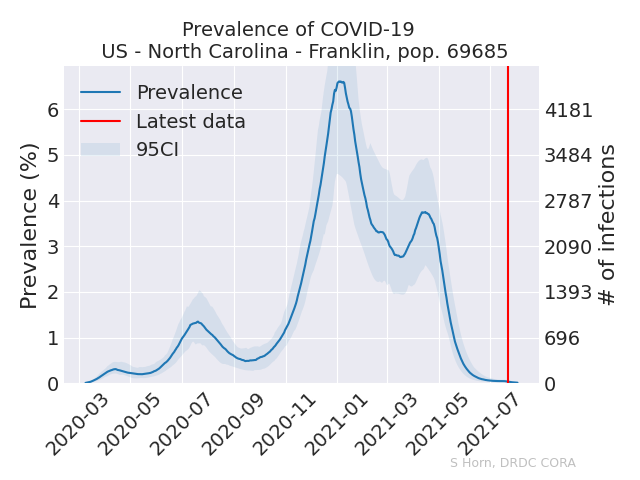 Prevalence of COVID-19
US - North Carolina - Franklin, pop. 69685
Prevalence
Latest data
95CI
Prevalence (%)
6
5
4
3
2
1
0
4181
3484
2787
2090
1393
696
0
# of infections
2020-03
2020-05
2020-07
2020-09
2020-11
2021-01
2021-03
2021-05
2021-07
S Horn, DRDC CORA